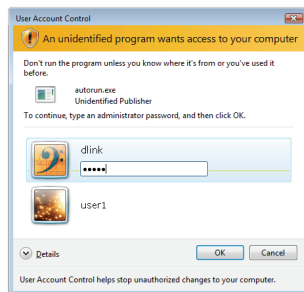 User Account Control
An unidentified program wants access to your computer
Don't run the program unless you know where it's from or you've used it
before.
autorun.exe
Unidentified Publisher
To continue, type an administrator password, and then click OK.
dlink
•••••
user1
Details
OK Cancel
User Account Control helps stop unauthorized changes to your computer.